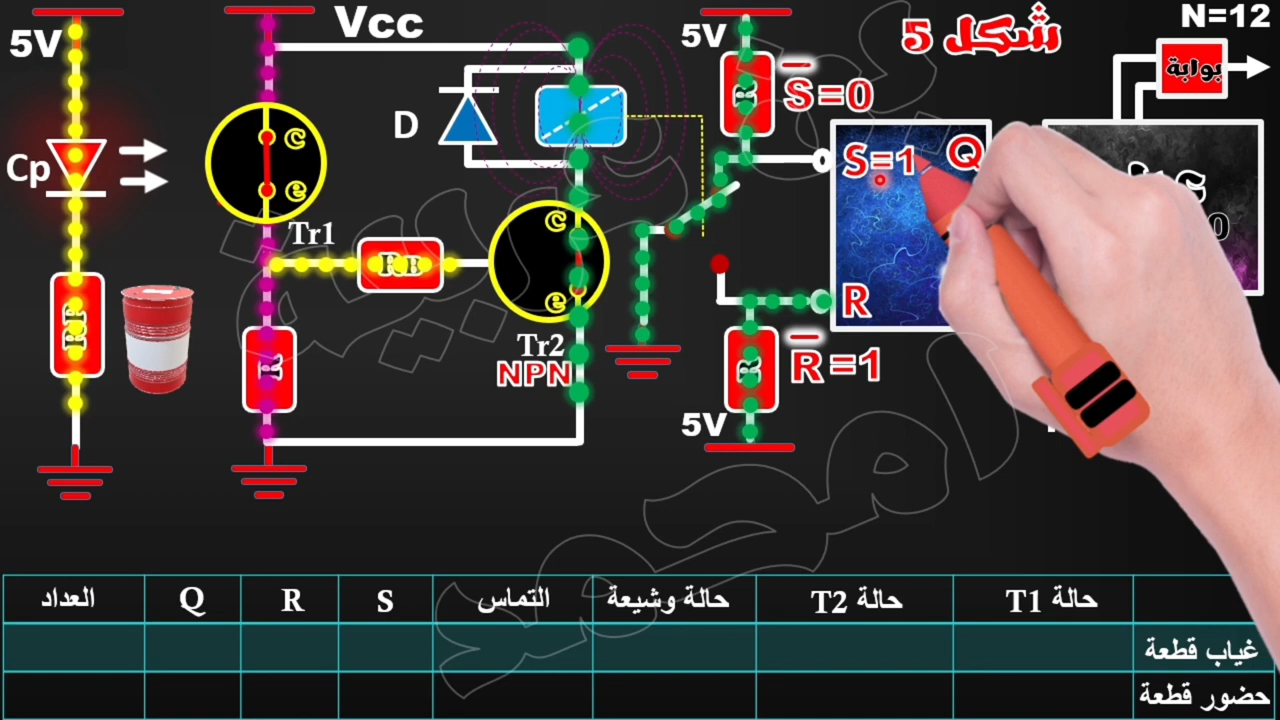 5V
Cp
RP
Vcc
c
e
Tr1
R
RB
D
c
e
Tr2
NPN
5V
R
S=0
R
R=1
5V
شكل 5
N=12
بوابة
S=1
Q
R
حالة T1
حالة T2
حالة وشيعة
التماس
S
R
Q
العداد
غياب قطعة
حضور قطعة